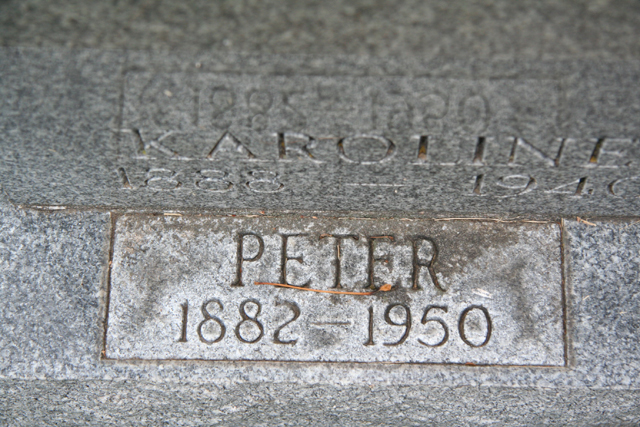 KAROLINE
1888 — 1940
PETER
1882 — 1950